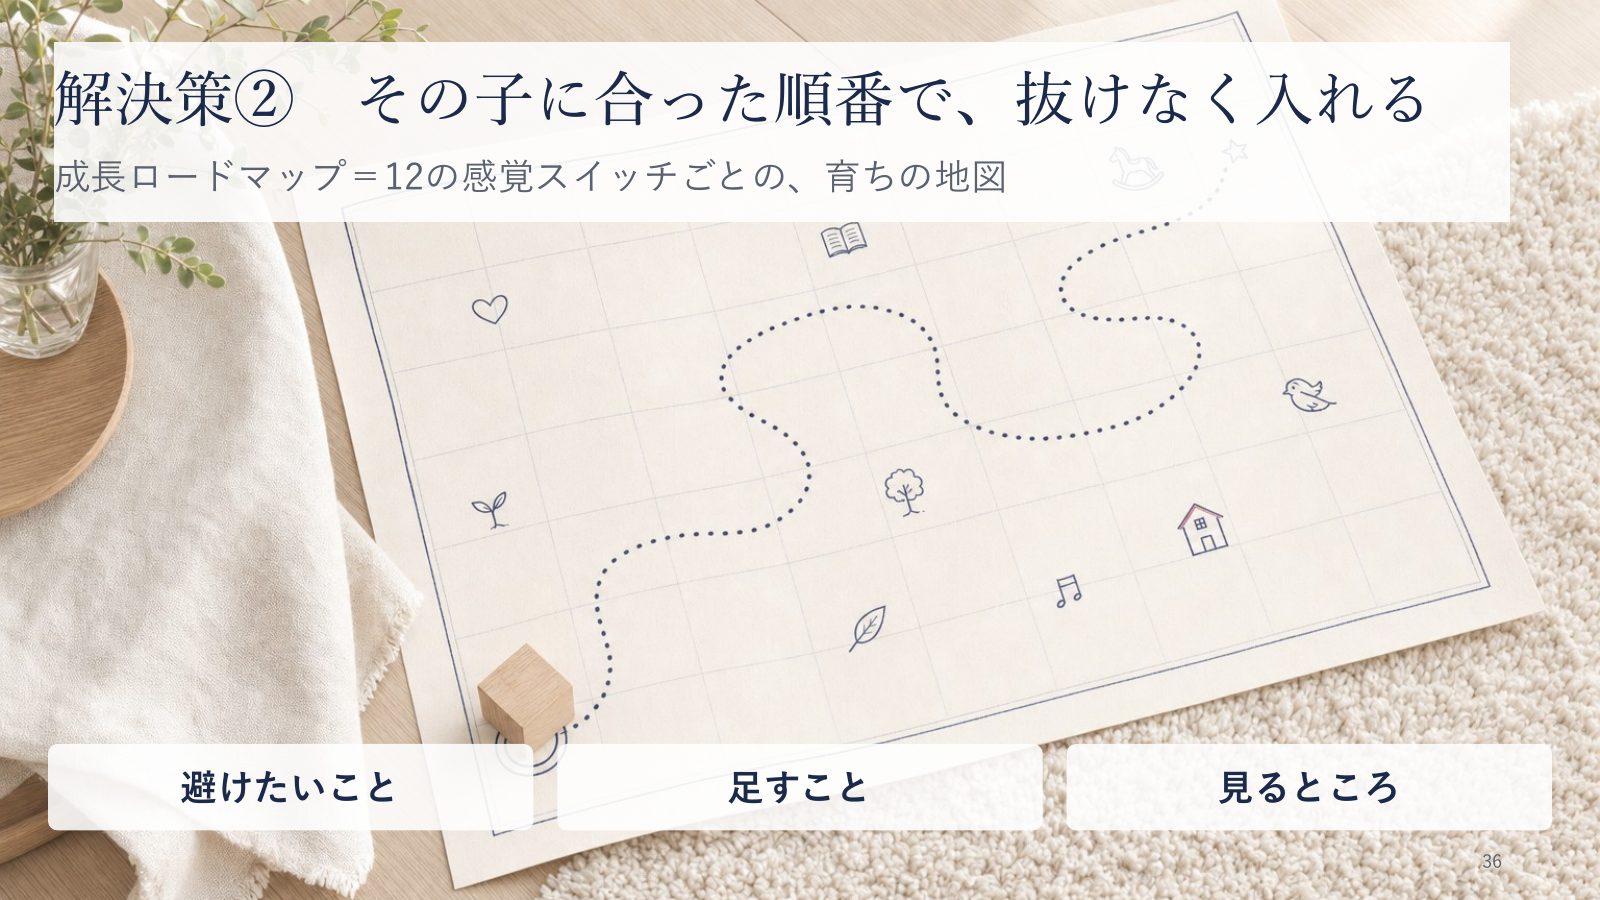 解決策②　その子に合った順番で、抜けなく入れる
成長ロードマップ＝12の感覚スイッチごとの、育ちの地図
避けたいこと
足すこと
見るところ
36